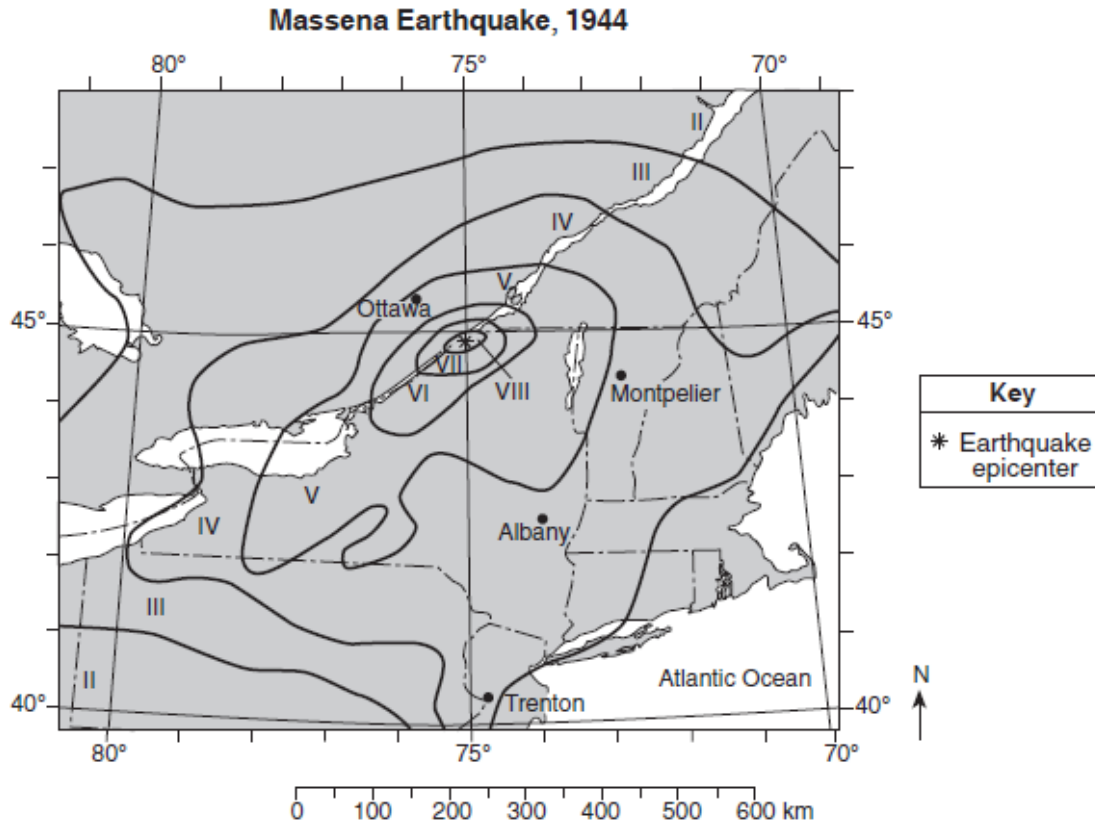 Massena Earthquake, 1944
80° 75° 70°
II
III
IV
V
Ottawa
45° 45°
VII
VI VIII Montpelier
Key
Earthquake
epicenter
V
IV Albany
III
II Atlantic Ocean N
40° Trenton 40°
80° 75° 70°
0 100 200 300 400 500 600 km